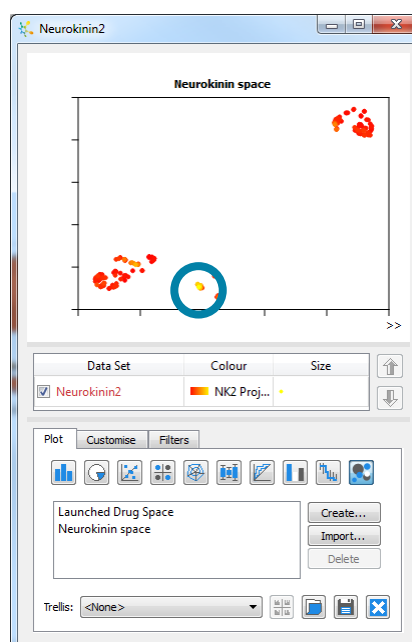 Neurokinin2
Neurokinin space
>>
Data Set Colour Size
Neurokinin2 NK2 Proj...
Plot Customise Filters
Launched Drug Space
Neurokinin space
Create...
Import...
Delete
Trellis: <None>